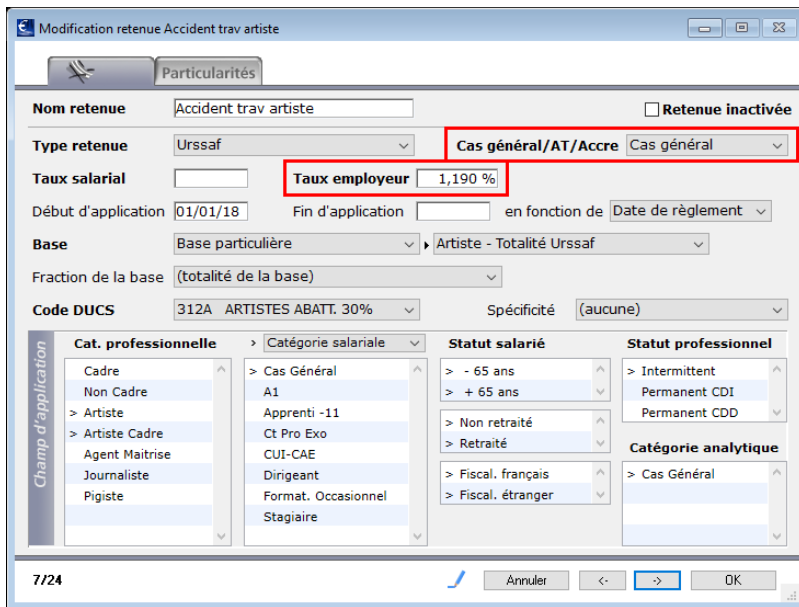 Modification retenue Accident trav artiste
Particularités
Nom retenue Accident trav artiste Retenue inactivée
Type retenue Urssaf Cas général/AT/Accre Cas général
Taux salarial Taux employeur 1,190 %
Début d'application 01/01/18 Fin d'application en fonction de Date de règlement
Base Base particulière Artiste - Totalité Urssaf
Fraction de la base (totalité de la base)
Code DUCS 312A ARTISTES ABATT. 30% Spécificité (aucune)
Champ d'application
Cat. professionnelle
Cadre
Non Cadre
> Artiste
> Artiste Cadre
Agent Maitrise
Journaliste
Pigiste
> Catégorie salariale
> Cas Général
A1
Apprenti -11
Ct Pro Exo
CUI-CAE
Dirigeant
Format. Occasionnel
Stagiaire
Statut salarié
> - 65 ans
> + 65 ans
> Non retraité
> Retraité
> Fiscal. français
> Fiscal. étranger
Statut professionnel
> Intermittent
Permanent CDI
Permanent CDD
Catégorie analytique
> Cas Général
7/24 Annuler <- -> OK